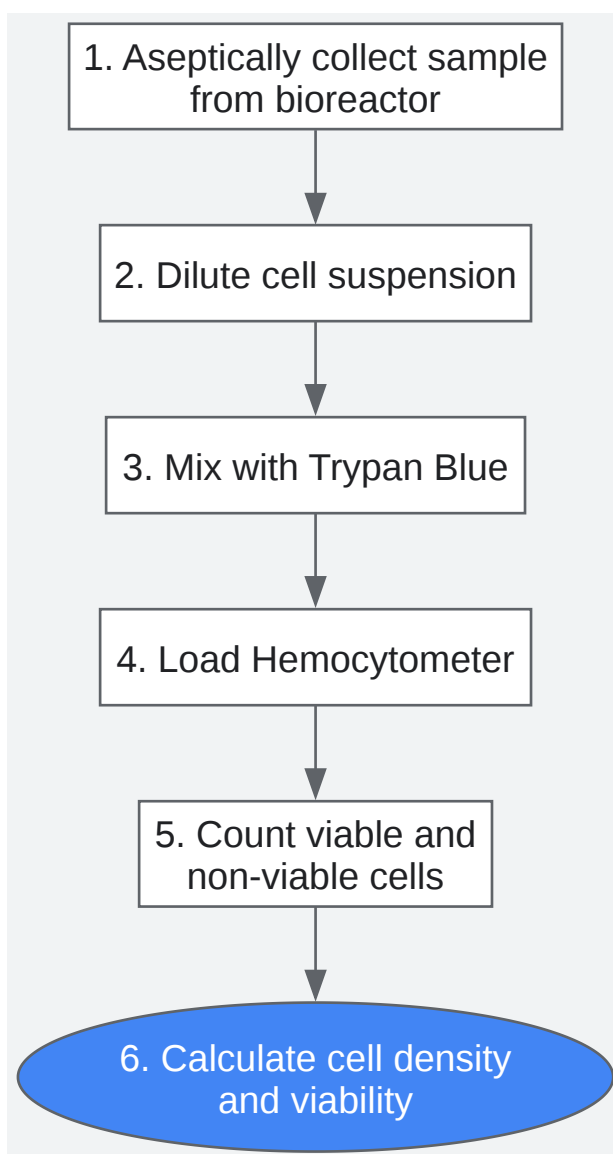 1. Aseptically collect sample
from bioreactor
2. Dilute cell suspension
3. Mix with Trypan Blue
4. Load Hemocytometer
5. Count viable and
non-viable cells
6. Calculate cell density
and viability